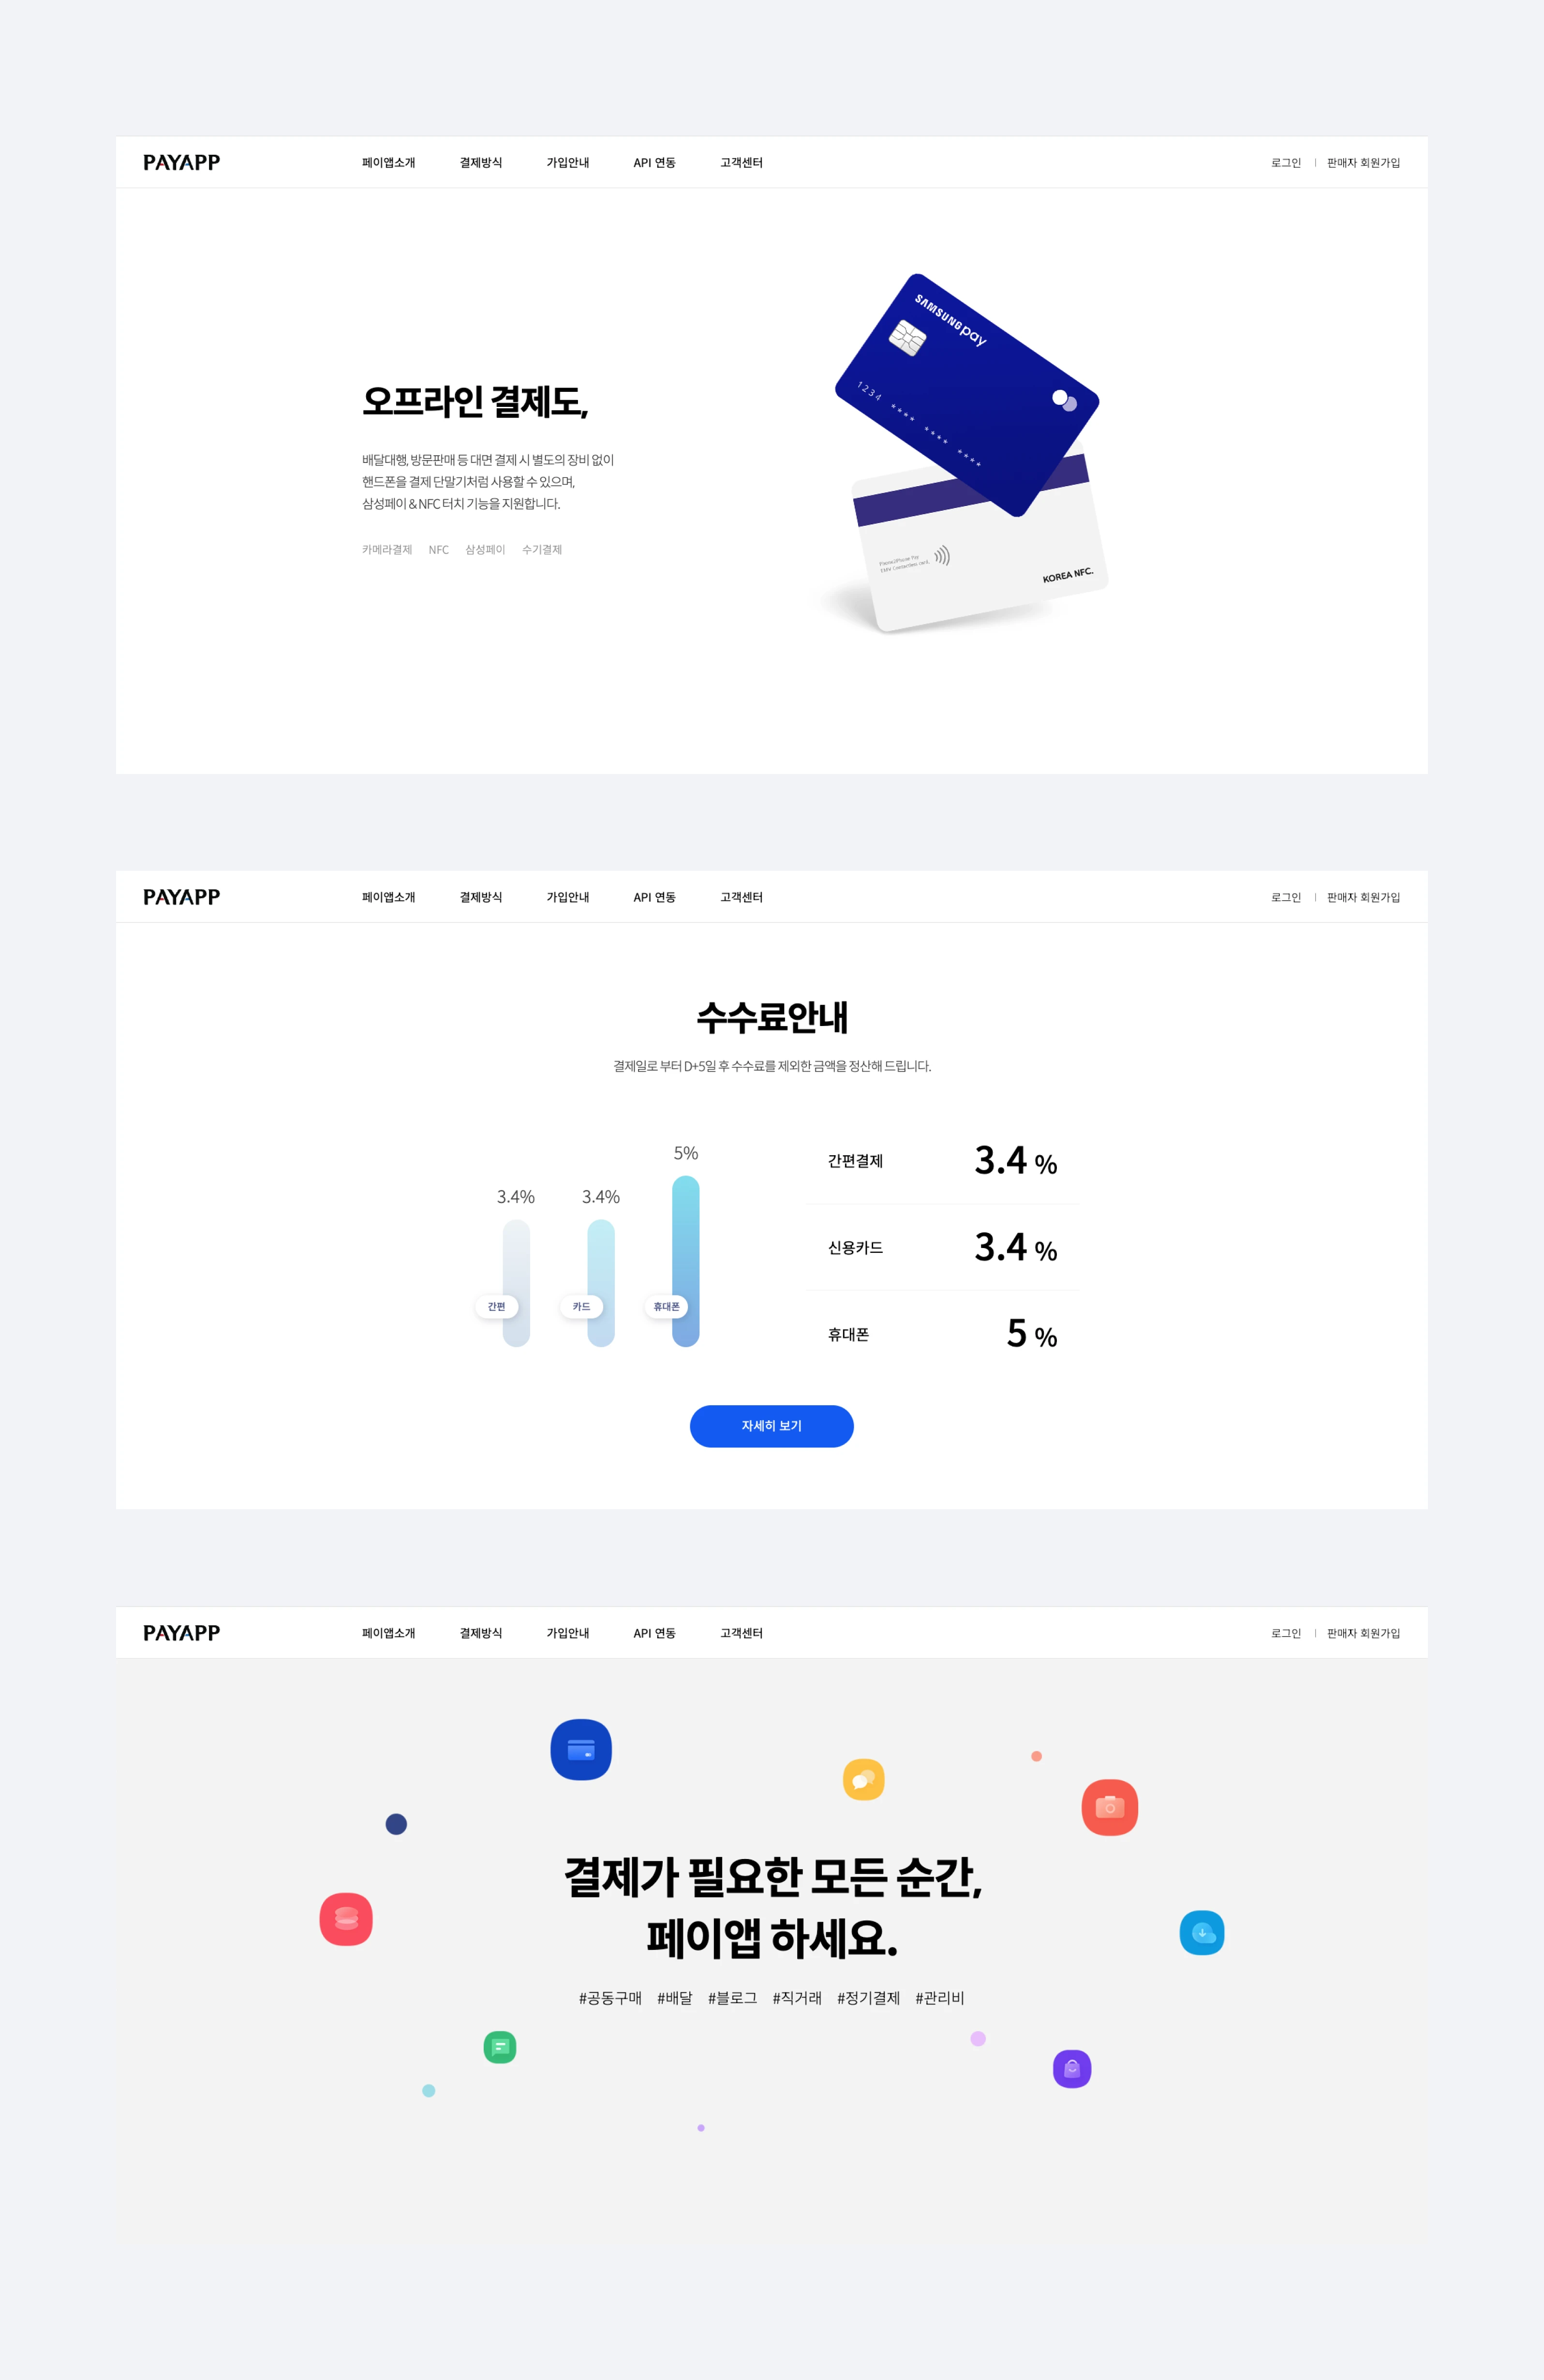 PAYAPP 페이앱소개 결제방식 가입안내 API 연동 고객센터 로그인 | 판매자 회원가입
오프라인 결제도,
배달대행, 방문판매 등 대면 결제 시 별도의 장비 없이
핸드폰을 결제 단말기처럼 사용할 수 있으며,
삼성페이 & NFC 터치 기능을 지원합니다.
카메라결제 NFC 삼성페이 수기결제
SAMSUNG pay
1234 **** **** ****
KOREA NFC.
PAYAPP 페이앱소개 결제방식 가입안내 API 연동 고객센터 로그인 | 판매자 회원가입
수수료안내
결제일로 부터 D+5일 후 수수료를 제외한 금액을 정산해 드립니다.
3.4% 3.4% 5%
간편 카드 휴대폰
간편결제 3.4 %
신용카드 3.4 %
휴대폰 5 %
자세히 보기
PAYAPP 페이앱소개 결제방식 가입안내 API 연동 고객센터 로그인 | 판매자 회원가입
결제가 필요한 모든 순간,
페이앱 하세요.
#공동구매 #배달 #블로그 #직거래 #정기결제 #관리비